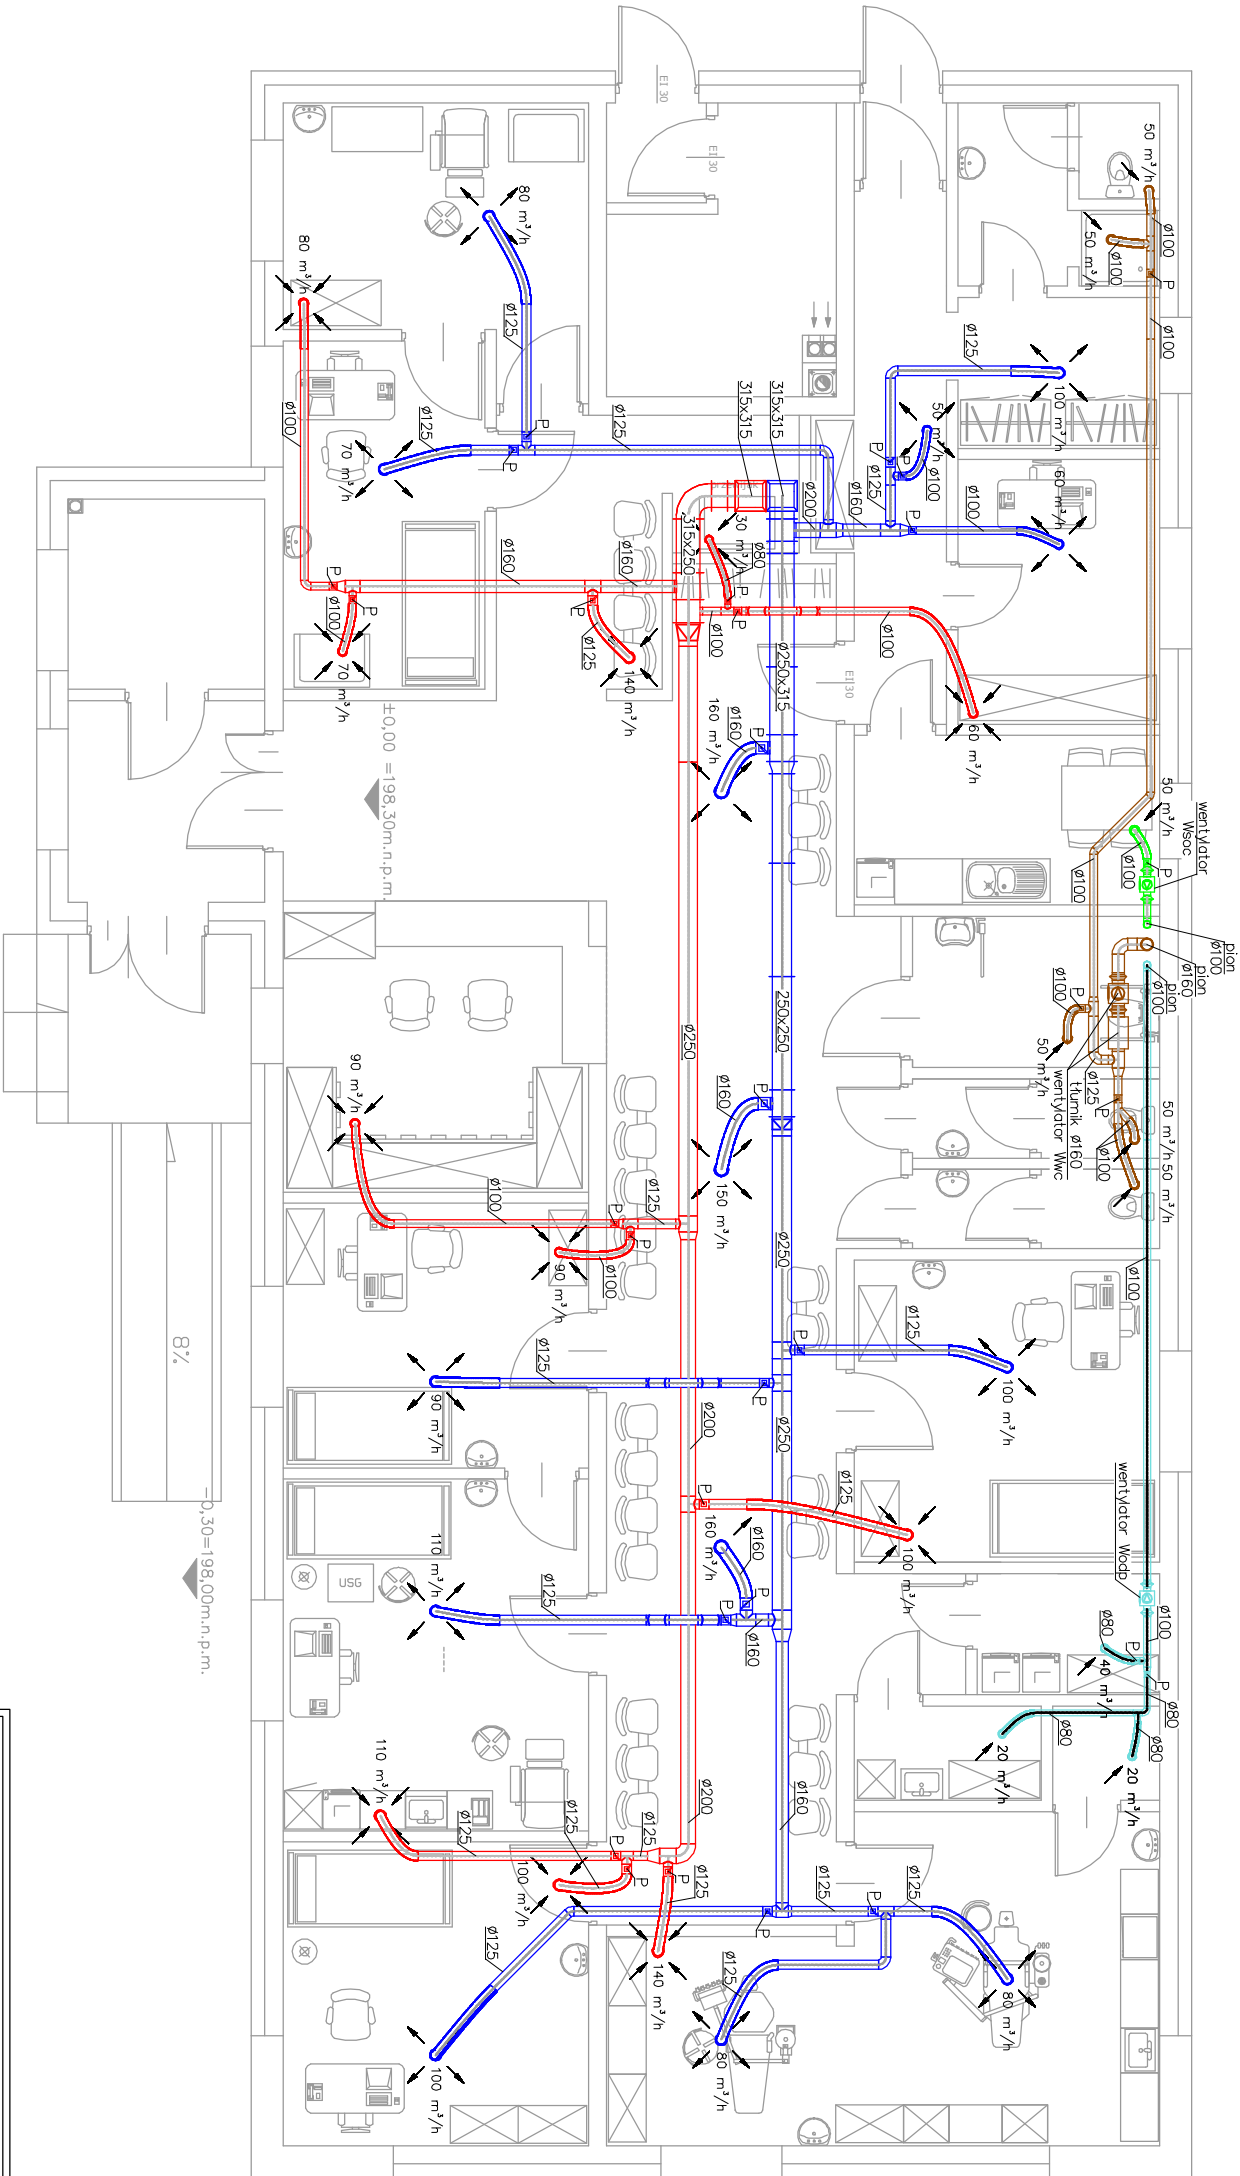 EI 30
EI 30
50 m³/h
ø100
50 m³/h
ø100
P
ø100
80 m³/h
80 m³/h
ø125
ø125
100 m³/h
50 m³/h
ø100
P
P
ø125
ø160
ø200
P
ø100
60 m³/h
315x315
315x315
ø125
P
P
ø125
70 m³/h
ø100
ø160
P
ø100
P
70 m³/h
ø160
P
ø125
140 m³/h
315x250
30 m³/h
ø80
P
P
ø100
ø100
60 m³/h
EI 30
ø250x315
160 m³/h
ø160
P
±0,00 =198,30m.n.p.m.
50 m³/h
wentylator
Wsoc
P
ø100
ø100
pion
ø100
pion
ø160
pion
ø100
P
ø100
50 m³/h
ø125
tłumik ø160
wentylator Wwc
P
ø100
50 m³/h
50 m³/h
ø100
ø250
250x250
P
ø160
150 m³/h
90 m³/h
ø100
P
P
ø125
ø100
90 m³/h
ø250
P
ø125
100 m³/h
8%
ø125
90 m³/h
P
ø200
ø250
P
ø125
100 m³/h
wentylator Wodp
ø100
ø80
P
40 m³/h
P
ø80
ø80
ø80
20 m³/h
20 m³/h
160 m³/h
ø160
P
P
ø160
ø125
110 m³/h
USG
-0,30=198,00m.n.p.m.
110 m³/h
ø125
ø125
P
ø125
P
100 m³/h
ø200
ø160
P
ø125
140 m³/h
P
ø125
P
ø125
80 m³/h
ø125
80 m³/h
ø125
100 m³/h